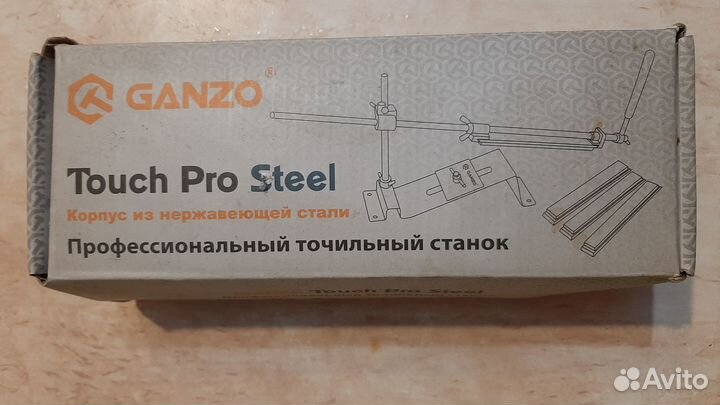 GANZO®
Touch Pro Steel
Корпус из нержавеющей стали
Профессиональный точильный станок
Touch Pro Steel
Avito